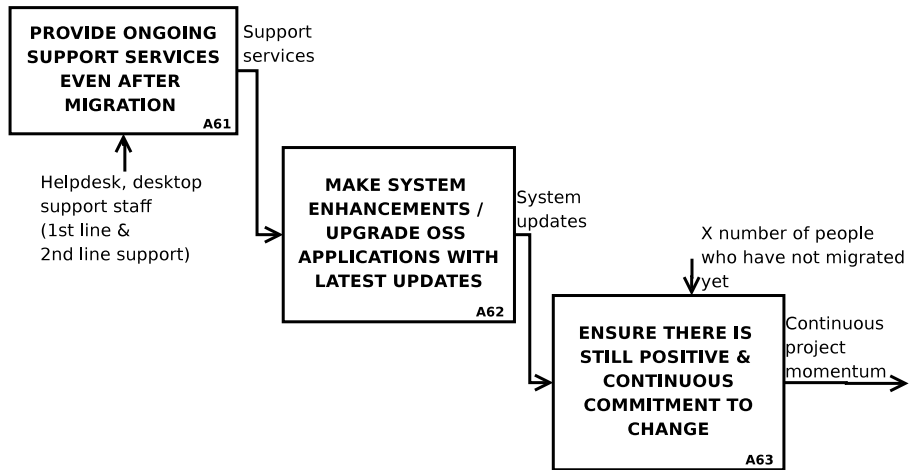 PROVIDE ONGOING
SUPPORT SERVICES
EVEN AFTER
MIGRATION
A61
Support
services
Helpdesk, desktop
support staff
(1st line &
2nd line support)
MAKE SYSTEM
ENHANCEMENTS /
UPGRADE OSS
APPLICATIONS WITH
LATEST UPDATES
A62
System
updates
X number of people
who have not migrated
yet
ENSURE THERE IS
STILL POSITIVE &
CONTINUOUS
COMMITMENT TO
CHANGE
A63
Continuous
project
momentum